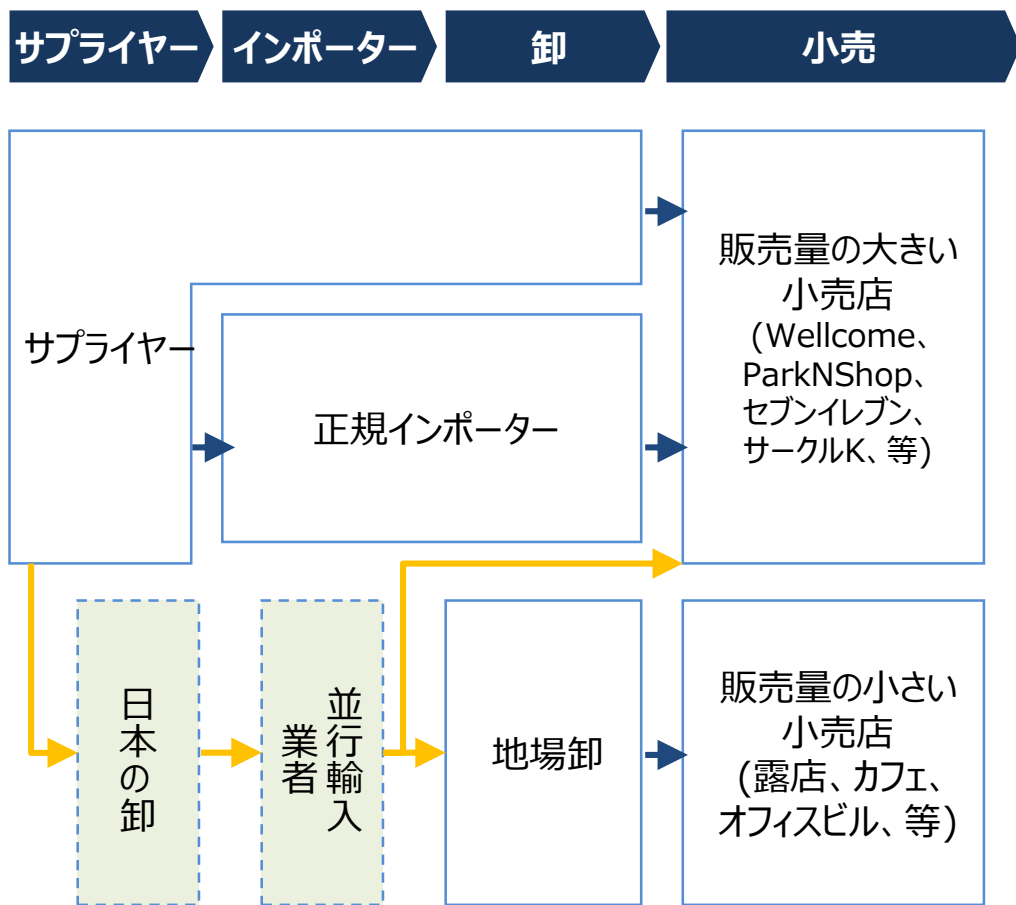 サプライヤー
インポーター
卸
小売
サプライヤー
正規インポーター
販売量の大きい
小売店
(Wellcome、
ParkNShop、
セブンイレブン、
サークルK、等)
日本の卸
並行輸入
業者
地場卸
販売量の小さい
小売店
(露店、カフェ、
オフィスビル、等)